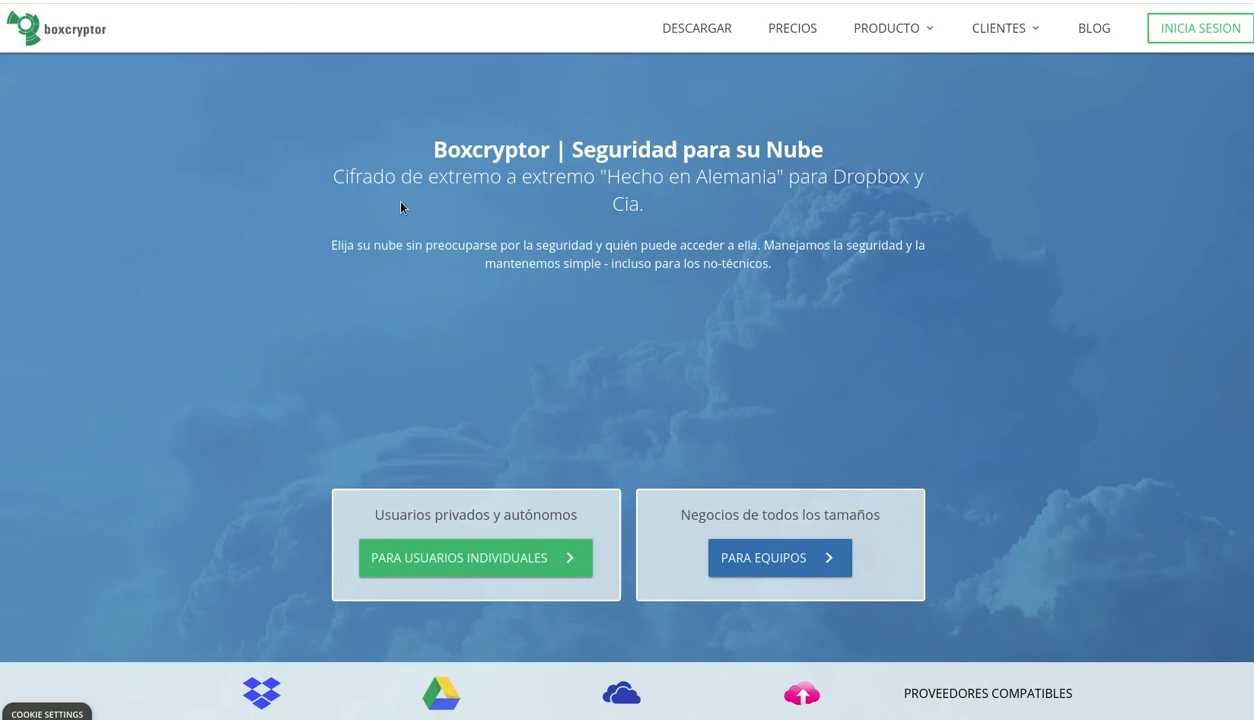 boxcryptor
DESCARGAR PRECIOS PRODUCTO CLIENTES BLOG INICIA SESION
Boxcryptor | Seguridad para su Nube
Cifrado de extremo a extremo "Hecho en Alemania" para Dropbox y
Cia.
Elija su nube sin preocuparse por la seguridad y quién puede acceder a ella. Manejamos la seguridad y la
mantenemos simple - incluso para los no-técnicos.
Usuarios privados y autónomos
PARA USUARIOS INDIVIDUALES
Negocios de todos los tamaños
PARA EQUIPOS
PROVEEDORES COMPATIBLES
COOKIE SETTINGS